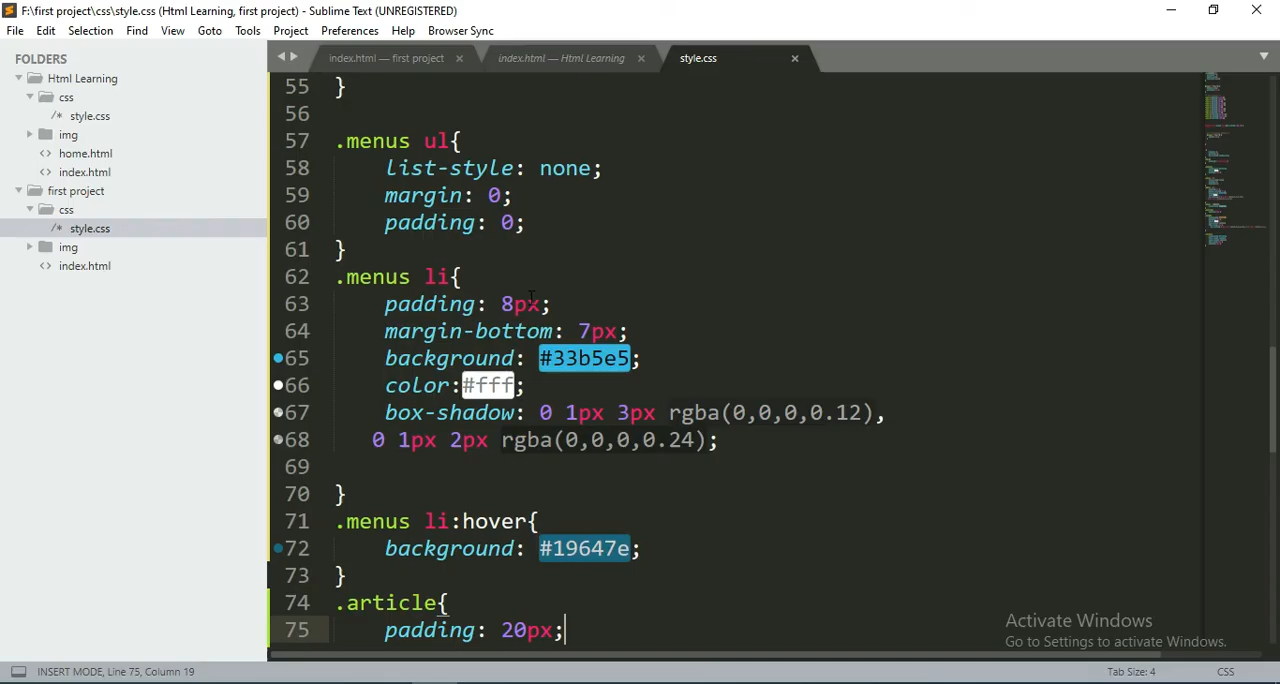 F:\first project\css\style.css (Html Learning, first project) - Sublime Text (UNREGISTERED)
File Edit Selection Find View Goto Tools Project Preferences Help Browser Sync
FOLDERS
Html Learning
css
/* style.css
img
<> home.html
<> index.html
first project
css
/* style.css
img
<> index.html
index.html — first project
index.html — Html Learning
style.css
55 }
56
57 .menus ul{
58 list-style: none;
59 margin: 0;
60 padding: 0;
61 }
62 .menus li{
63 padding: 8px;
64 margin-bottom: 7px;
65 background: #33b5e5;
66 color:#fff;
67 box-shadow: 0 1px 3px rgba(0,0,0,0.12),
68 0 1px 2px rgba(0,0,0,0.24);
69
70 }
71 .menus li:hover{
72 background: #19647e;
73 }
74 .article{
75 padding: 20px;
Activate Windows
Go to Settings to activate Windows.
INSERT MODE, Line 75, Column 19
Tab Size: 4
CSS